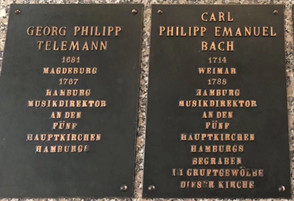 GEORG PHILIPP
TELEMANN
1681
MAGDEBURG
1767
HAMBURG
MUSIKDIREKTOR
AN DEN
FÜNF
HAUPTKIRCHEN
HAMBURGS
CARL
PHILIPP EMANUEL
BACH
1714
WEIMAR
1788
HAMBURG
MUSIKDIREKTOR
AN DEN
FÜNF
HAUPTKIRCHEN
HAMBURGS
BEGRABEN
IM GRUFTGEWÖLBE
DIESER KIRCHE